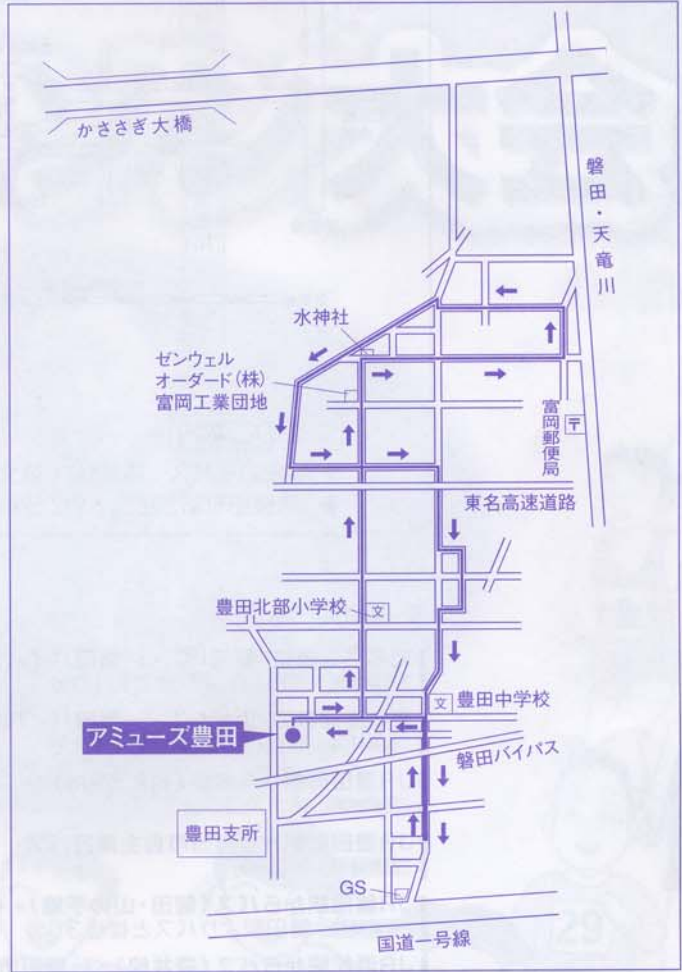 かささぎ大橋
磐田・天竜川
水神社
ゼンウェル
オーダード(株)
富岡工業団地
富岡郵便局
〒
東名高速道路
豊田北部小学校
文
文
豊田中学校
アミューズ豊田
磐田バイパス
豊田支所
GS
国道一号線